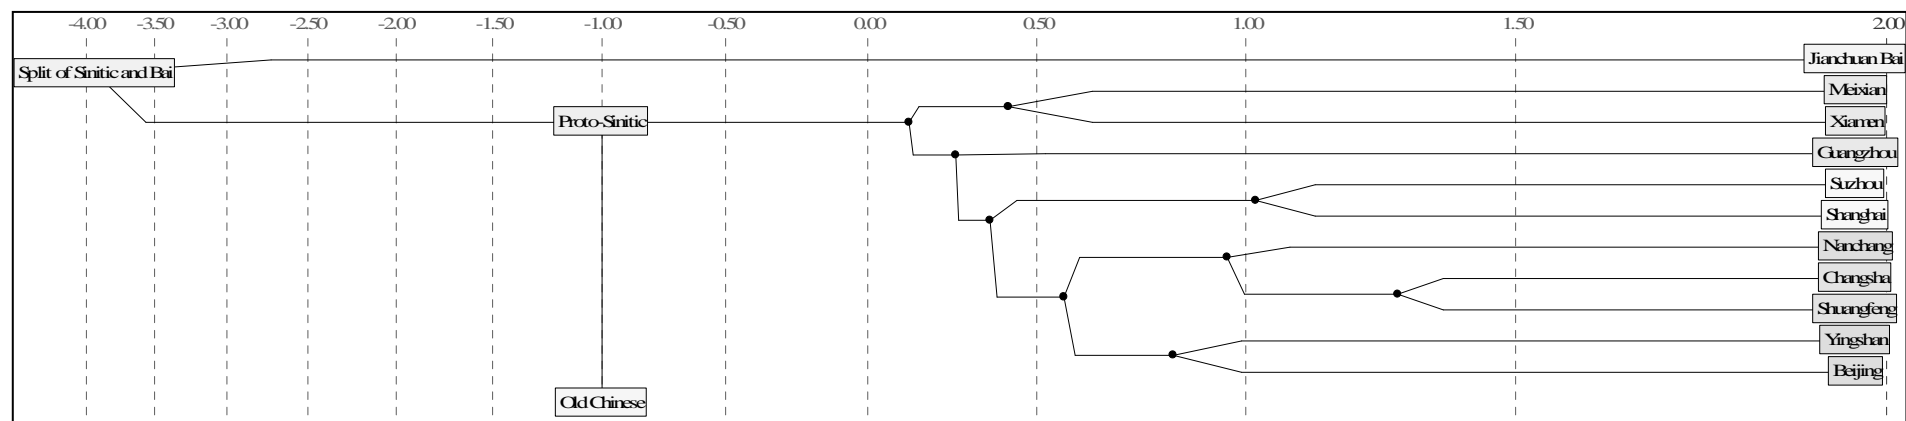 -4.00 -3.50 -3.00 -2.50 -2.00 -1.50 -1.00 -0.50 0.00 0.50 1.00 1.50 2.00
Jianchuan Bai
Split of Sinitic and Bai
Meixian
Proto-Sinitic
Xiamen
Guangzhou
Suzhou
Shanghai
Nanchang
Changsha
Shuangfeng
Yingshan
Beijing
Old Chinese